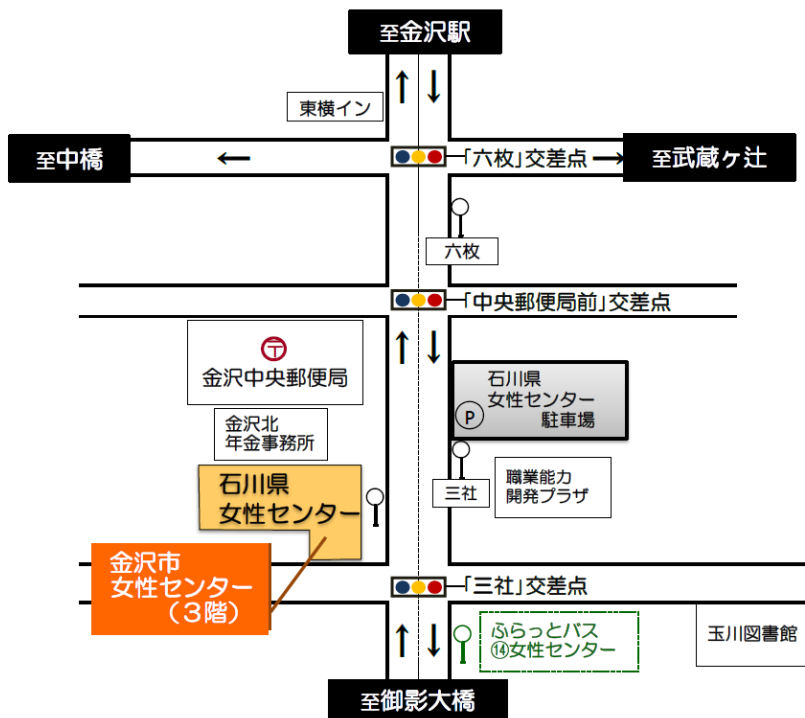 至金沢駅
東横イン
至中橋
「六枚」交差点
至武蔵ヶ辻
六枚
「中央郵便局前」交差点
〒
金沢中央郵便局
石川県
女性センター
駐車場
P
金沢北
年金事務所
石川県
女性センター
三社
職業能力
開発プラザ
金沢市
女性センター
（３階）
「三社」交差点
ふらっとバス
⑭女性センター
玉川図書館
至御影大橋